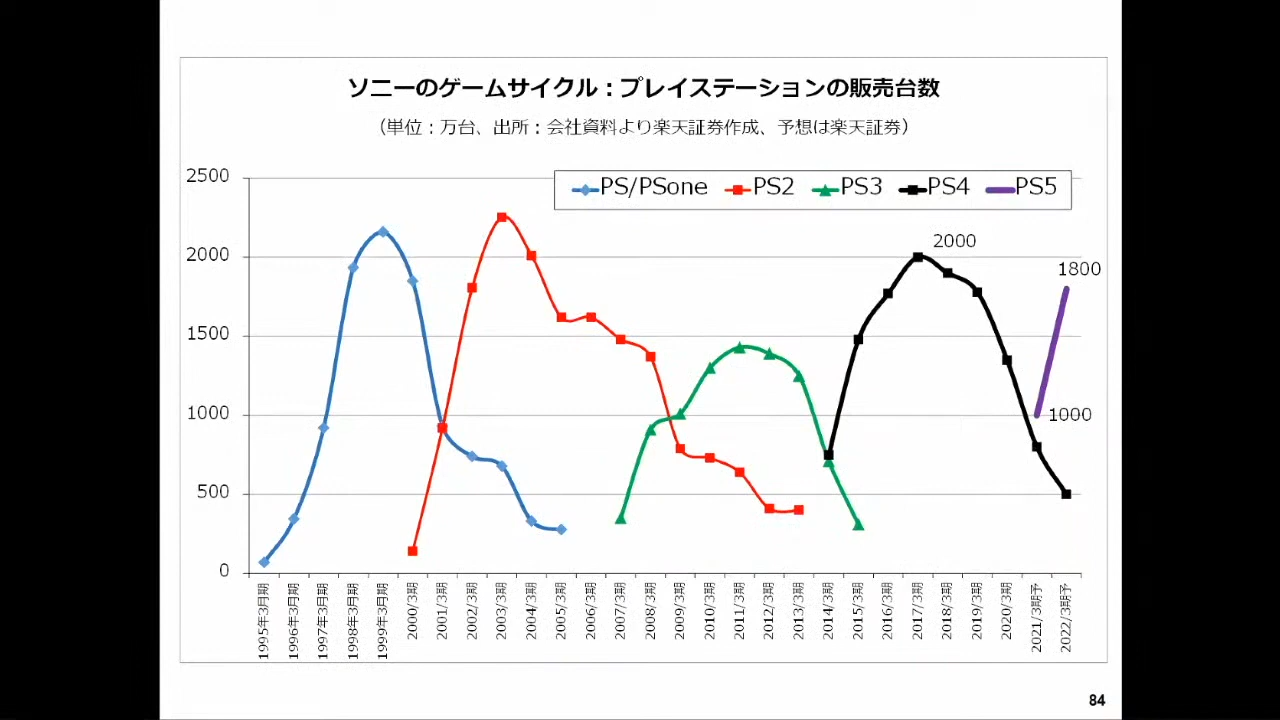 ソニーのゲームサイクル：プレイステーションの販売台数
（単位：万台、出所：会社資料より楽天証券作成、予想は楽天証券）
PS/PSone PS2 PS3 PS4 PS5
2500
2000
1500
1000
500
0
2000
1800
1000
1995年3月期
1996年3月期
1997年3月期
1998年3月期
1999年3月期
2000/3期
2001/3期
2002/3期
2003/3期
2004/3期
2005/3期
2006/3期
2007/3期
2008/3期
2009/3期
2010/3期
2011/3期
2012/3期
2013/3期
2014/3期
2015/3期
2016/3期
2017/3期
2018/3期
2019/3期
2020/3期
2021/3期予
2022/3期予
84